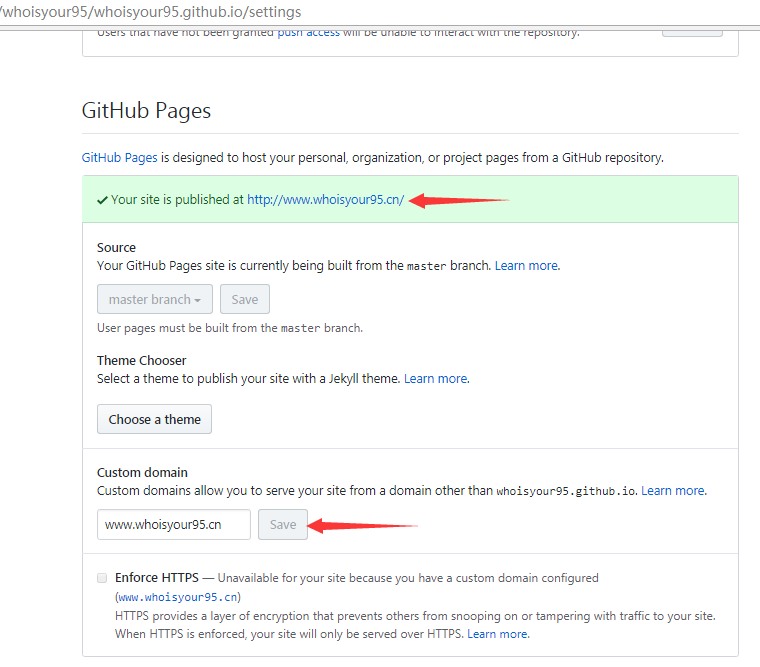 /whoisyour95/whoisyour95.github.io/settings
Users that have not been granted push access will be unable to interact with the repository.
GitHub Pages
GitHub Pages is designed to host your personal, organization, or project pages from a GitHub repository.
Your site is published at http://www.whoisyour95.cn/
Source
Your GitHub Pages site is currently being built from the master branch. Learn more.
master branch Save
User pages must be built from the master branch.
Theme Chooser
Select a theme to publish your site with a Jekyll theme. Learn more.
Choose a theme
Custom domain
Custom domains allow you to serve your site from a domain other than whoisyour95.github.io. Learn more.
www.whoisyour95.cn Save
Enforce HTTPS — Unavailable for your site because you have a custom domain configured
(www.whoisyour95.cn)
HTTPS provides a layer of encryption that prevents others from snooping on or tampering with traffic to your site.
When HTTPS is enforced, your site will only be served over HTTPS. Learn more.